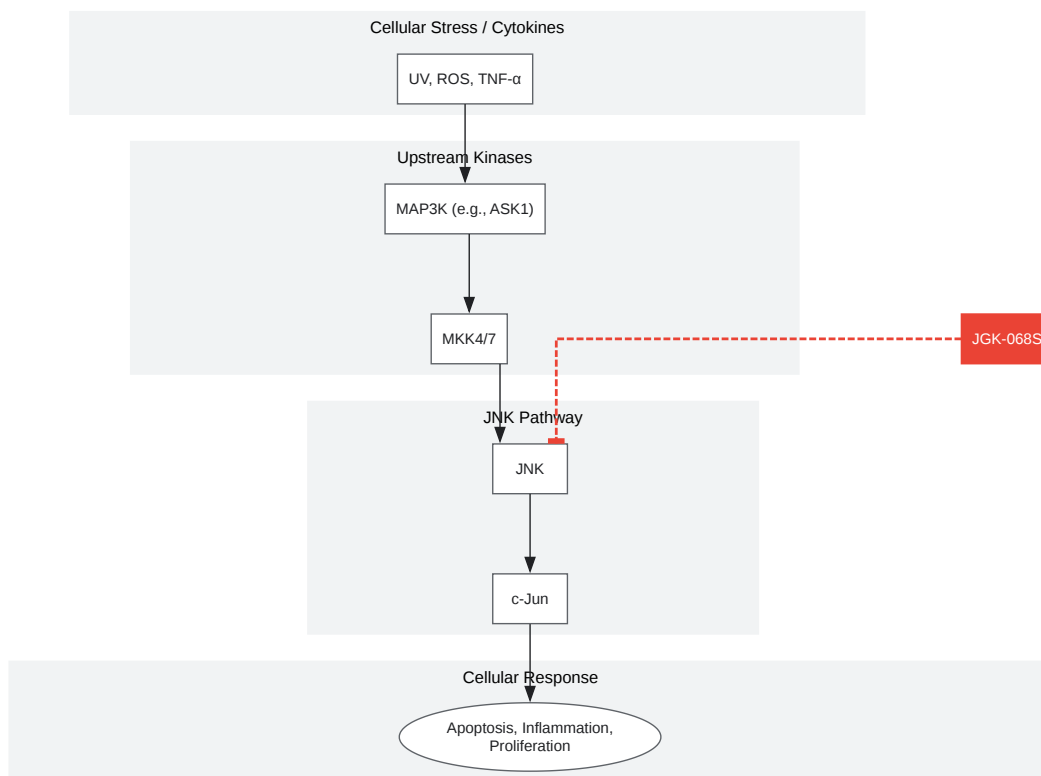 Cellular Stress / Cytokines
UV, ROS, TNF-α
Upstream Kinases
MAP3K (e.g., ASK1)
MKK4/7
JGK-068S
JNK Pathway
JNK
c-Jun
Cellular Response
Apoptosis, Inflammation,
Proliferation